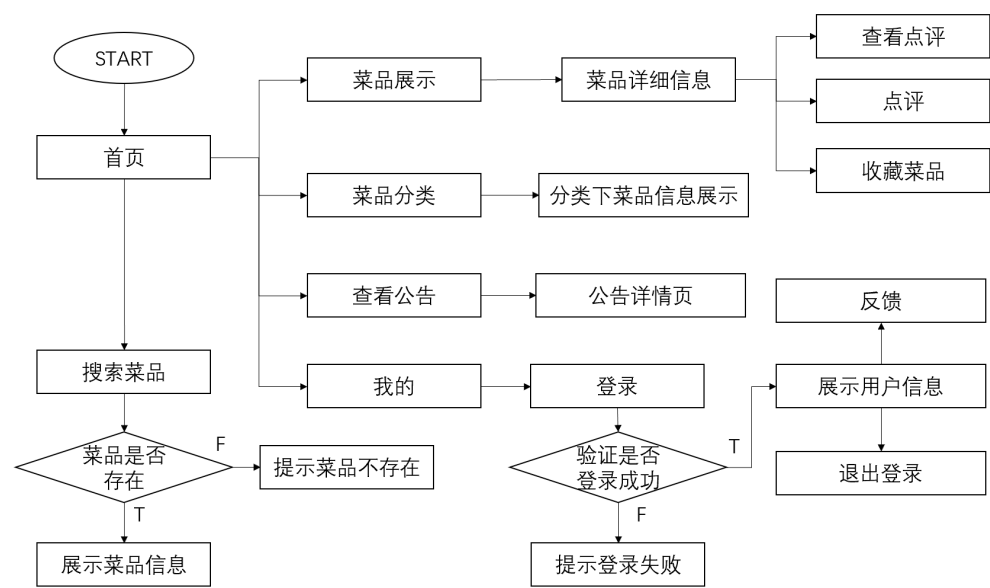 START
首页
菜品展示
菜品详细信息
查看点评
点评
收藏菜品
菜品分类
分类下菜品信息展示
查看公告
公告详情页
我的
登录
验证是否
登录成功
T
F
展示用户信息
反馈
退出登录
提示登录失败
搜索菜品
菜品是否
存在
F
提示菜品不存在
T
展示菜品信息